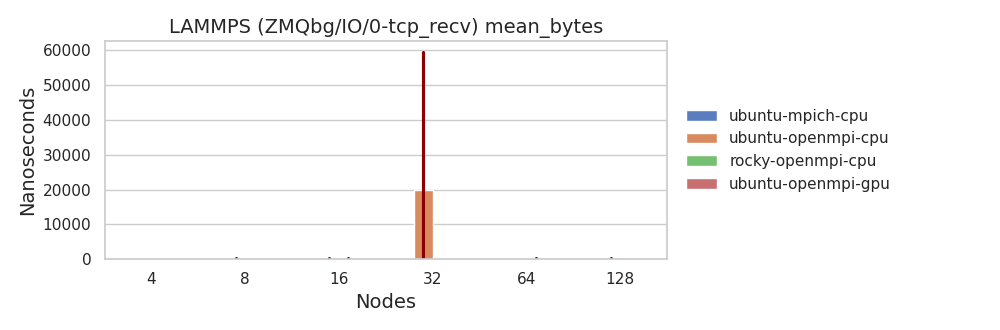 LAMMPS (ZMQbg/IO/0-tcp_recv) mean_bytes
60000
50000
40000
30000
20000
10000
0
Nanoseconds
4 8 16 32 64 128
Nodes
ubuntu-mpich-cpu
ubuntu-openmpi-cpu
rocky-openmpi-cpu
ubuntu-openmpi-gpu